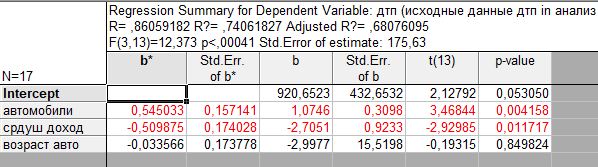 Regression Summary for Dependent Variable: дтп (исходные данные дтп in анализ
R= ,86059182 R?= ,74061827 Adjusted R?= ,68076095
F(3,13)=12,373 p<,00041 Std.Error of estimate: 175,63
N=17 b* Std.Err. of b* b Std.Err. of b t(13) p-value
Intercept 920,6523 432,6532 2,12792 0,053050
автомобили 0,545033 0,157141 1,0746 0,3098 3,46844 0,004158
срдуш доход -0,509875 0,174028 -2,7051 0,9233 -2,92985 0,011717
возраст авто -0,033566 0,173778 -2,9977 15,5198 -0,19315 0,849824